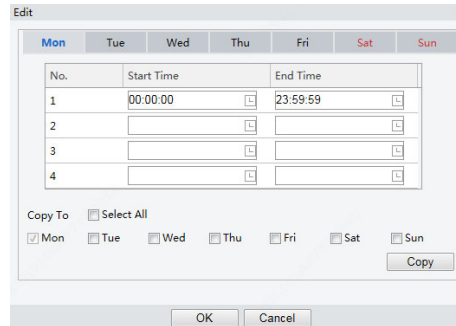 Edit
Mon Tue Wed Thu Fri Sat Sun
No. Start Time End Time
1 00:00:00 23:59:59
2
3
4
Copy To Select All
Mon Tue Wed Thu Fri Sat Sun
Copy
OK Cancel